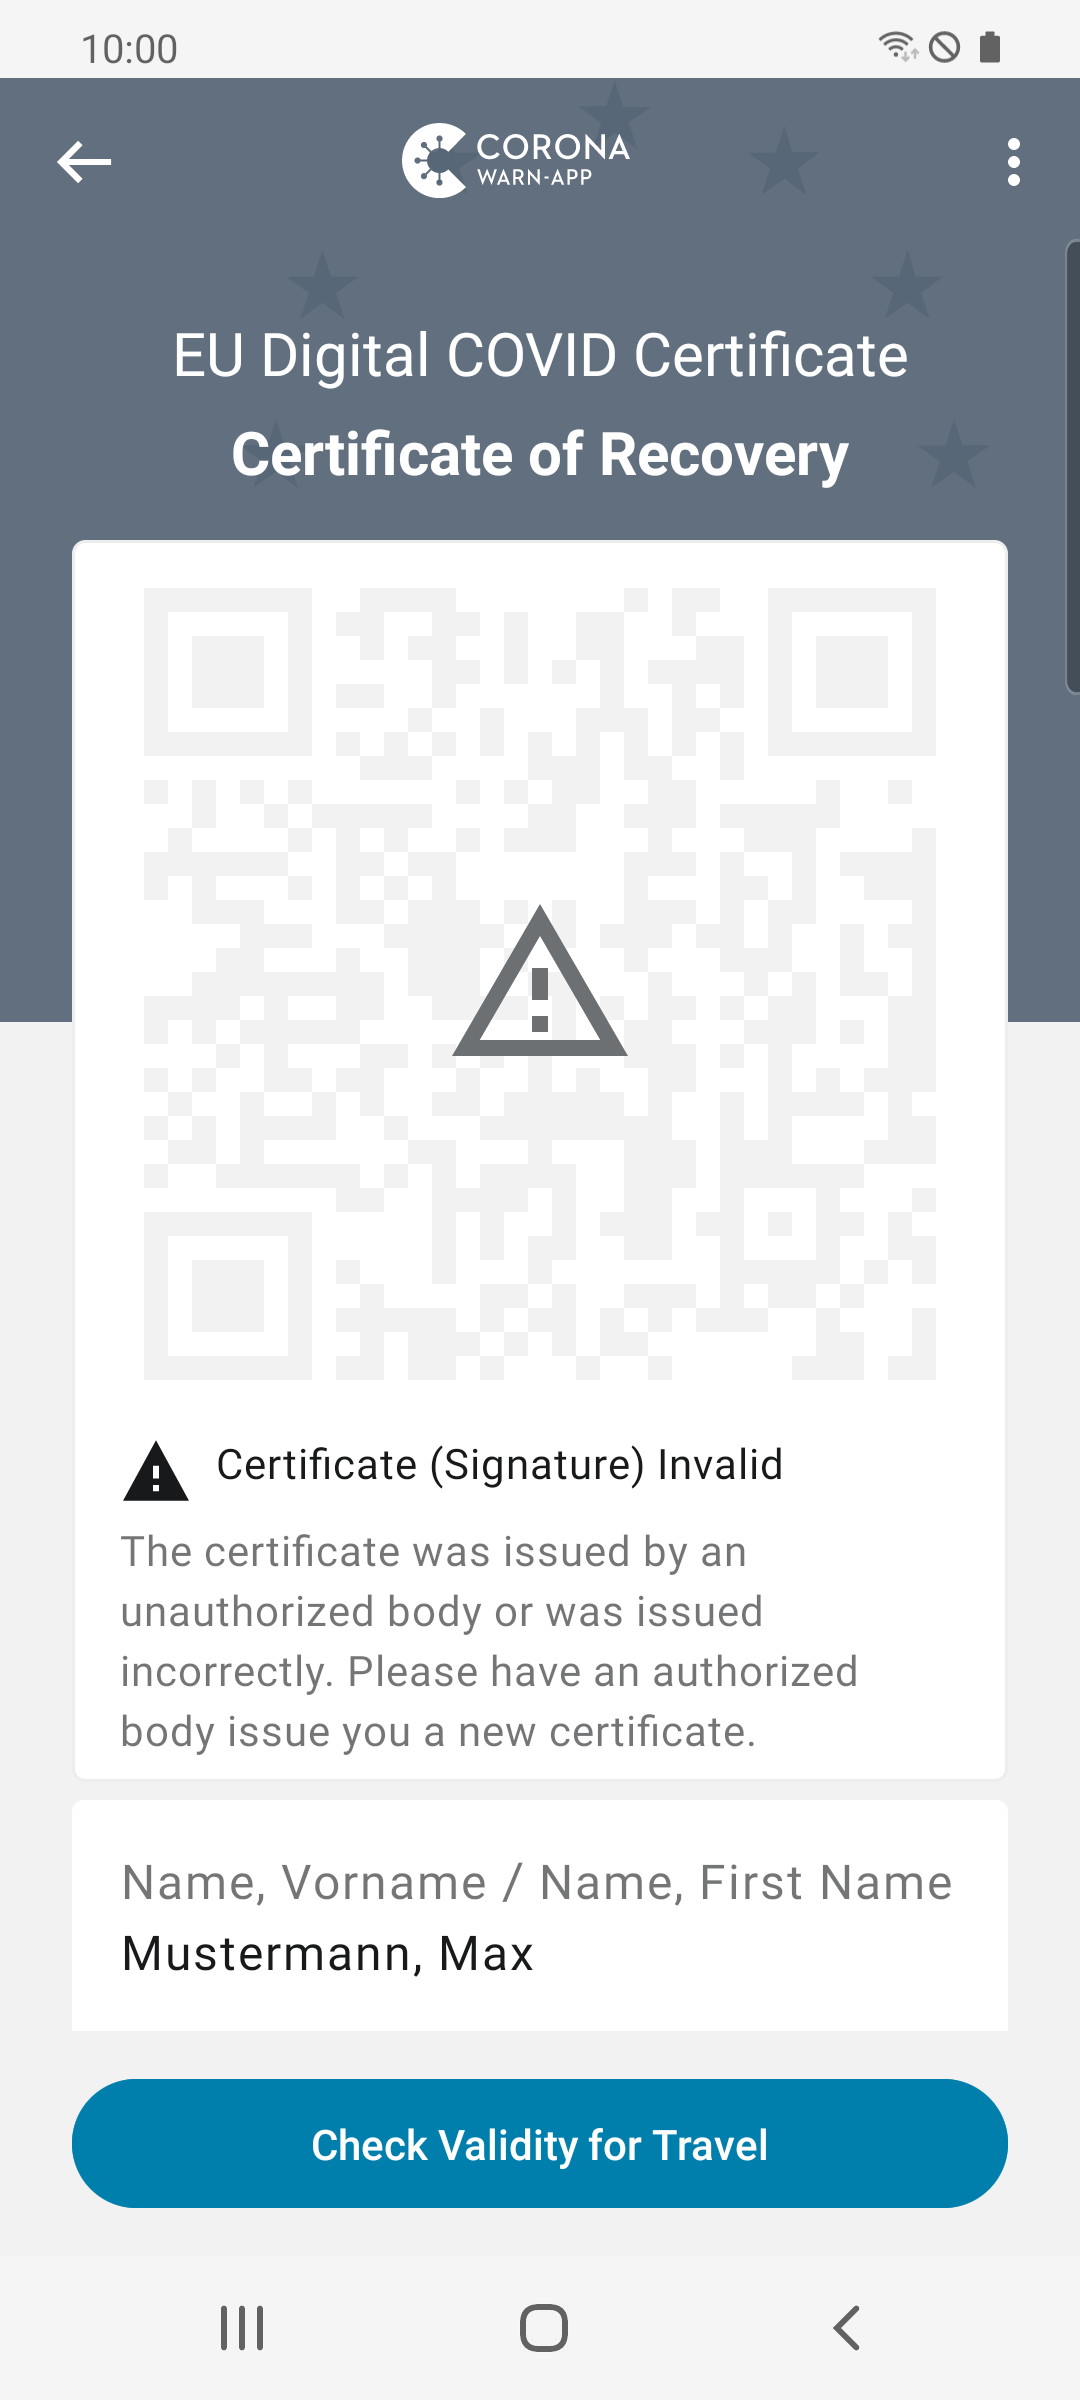 10:00
CORONA
WARN-APP
EU Digital COVID Certificate
Certificate of Recovery
Certificate (Signature) Invalid
The certificate was issued by an
unauthorized body or was issued
incorrectly. Please have an authorized
body issue you a new certificate.
Name, Vorname / Name, First Name
Mustermann, Max
Check Validity for Travel